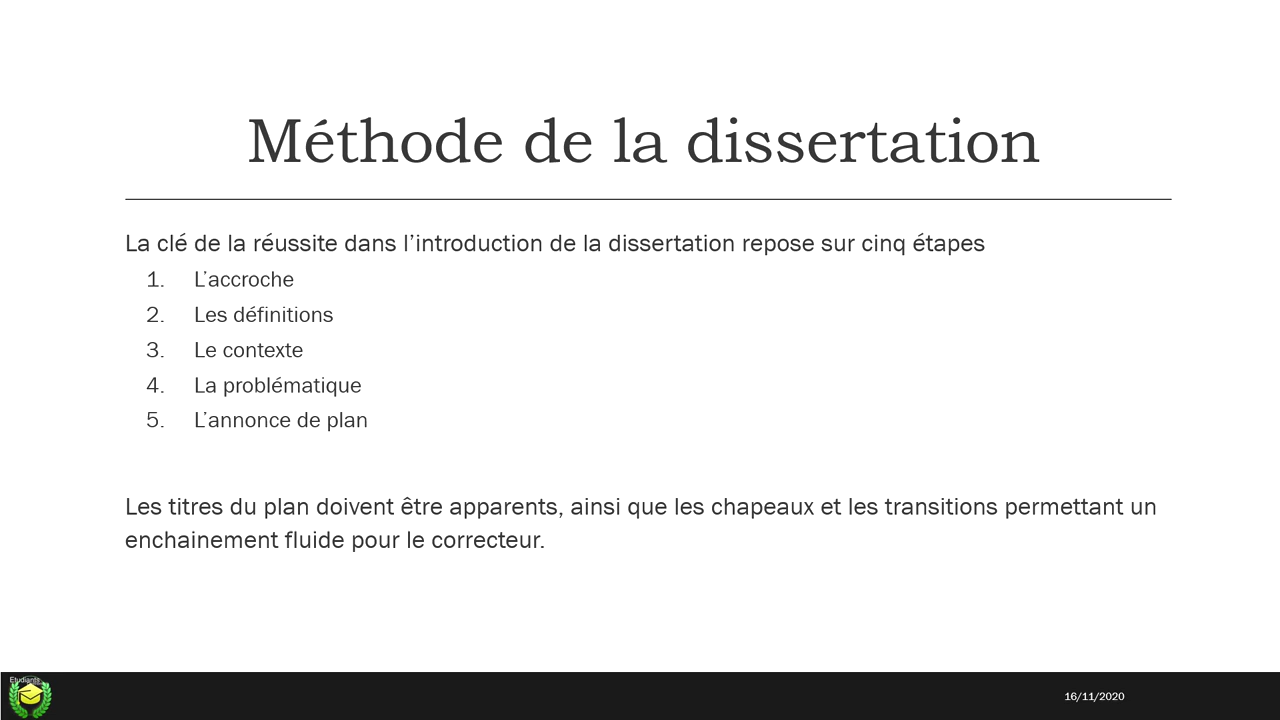 Méthode de la dissertation
La clé de la réussite dans l’introduction de la dissertation repose sur cinq étapes
1. L’accroche
2. Les définitions
3. Le contexte
4. La problématique
5. L’annonce de plan
Les titres du plan doivent être apparents, ainsi que les chapeaux et les transitions permettant un
enchainement fluide pour le correcteur.
Etudiants
16/11/2020